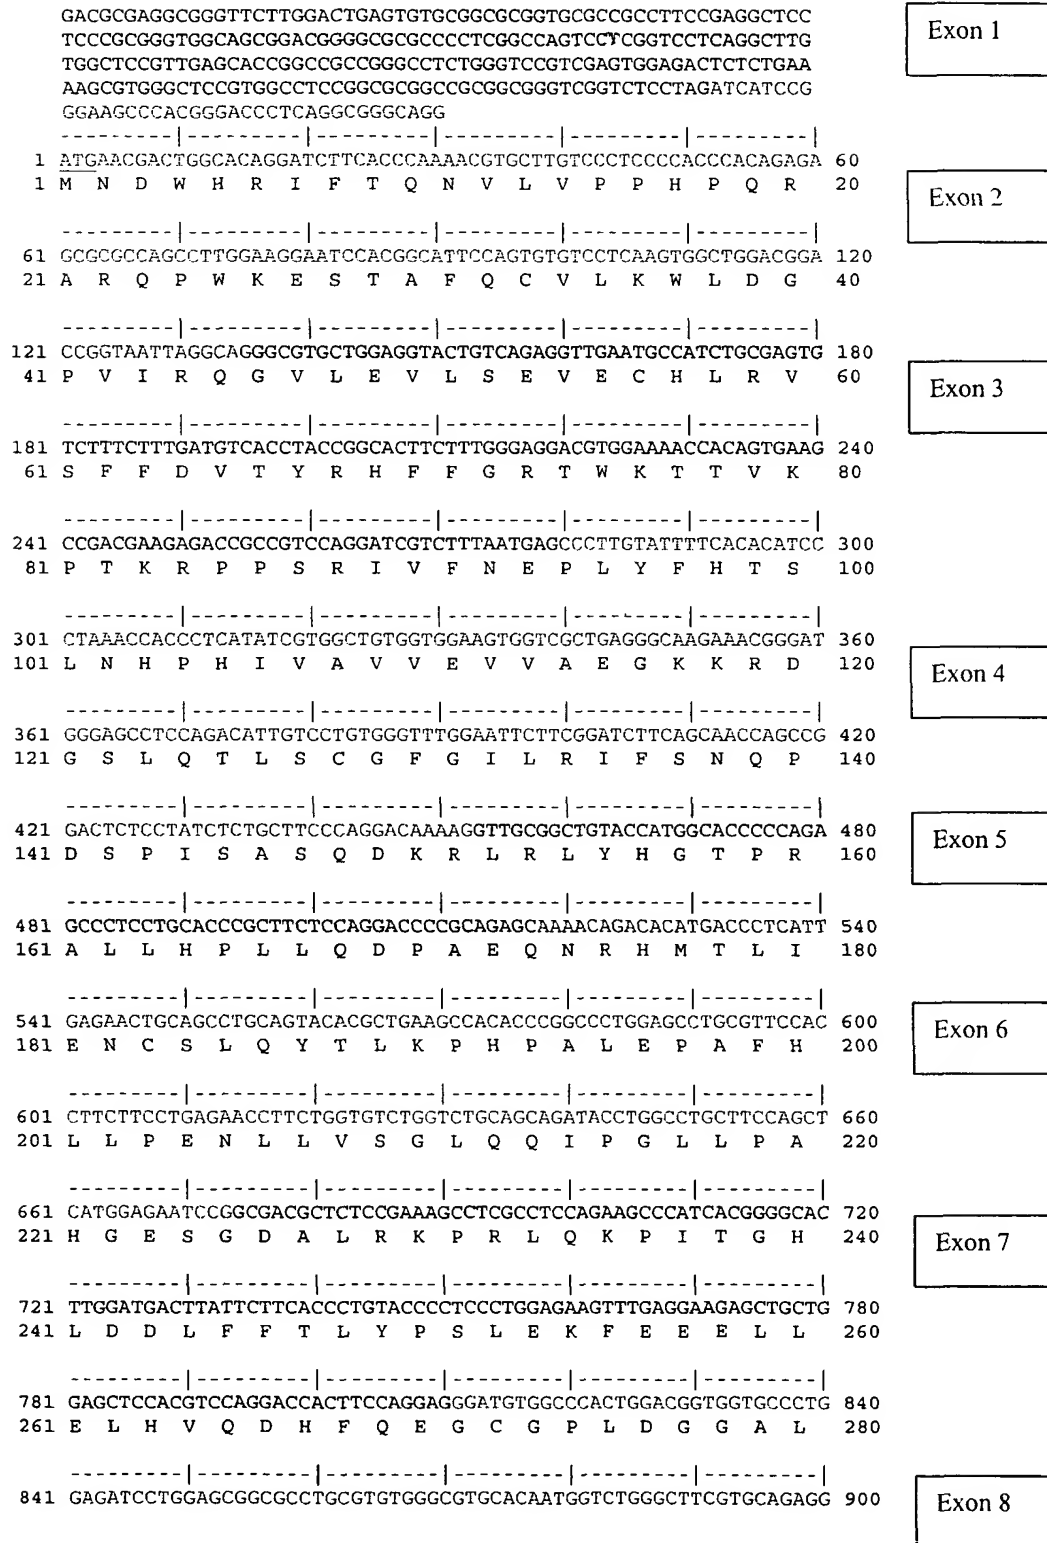 GACGCGAGGCGGGTTCTTGGACTGAGTGTGCGGCGCGGTGCGCCGCCTTCCGAGGCTCC
Exon 1
TCCCGCGGGTGGCAGCGGACGGGGCGCGCCCCTCGGCCAGTCCTCGGTCCTCAGGCTTG
TGGCTCCGTTGAGCACCGGCCGCCGGGCCTCTGGGTCCGTCGAGTGGAGACTCTCTGAA
AAGCGTGGGCTCCGTGGCCTCCGGCGCGGCCGCGGCGGGTCGGTCTCCTAGATCATCCG
GGAAGCCCACGGGACCCTCAGGCGGGCAGG
---------|---------|---------|---------|---------|---------|
1 ATGAACGACTGGCACAGGATCTTCACCCAAAACGTGCTTGTCCCTCCCCACCCACAGAGA 60
1 M N D W H R I F T Q N V L V P P H P Q R 20
Exon 2
---------|---------|---------|---------|---------|---------|
61 GCGCGCCAGCCTTGGAAGGAATCCACGGCATTCCAGTGTGTCCTCAAGTGGCTGGACGGA 120
21 A R Q P W K E S T A F Q C V L K W L D G 40
---------|---------|---------|---------|---------|---------|
121 CCGGTAATTAGGCAGGGCGTGCTGGAGGTACTGTCAGAGGTTGAATGCCATCTGCGAGTG 180
41 P V I R Q G V L E V L S E V E C H L R V 60
Exon 3
---------|---------|---------|---------|---------|---------|
181 TCTTTCTTTGATGTCACCTACCGGCACTTCTTTGGGAGGACGTGGAAAACCACAGTGAAG 240
61 S F F D V T Y R H F F G R T W K T T V K 80
---------|---------|---------|---------|---------|---------|
241 CCGACGAAGAGACCGCCGTCCAGGATCGTCTTTAATGAGCCCTTGTATTTTCACACATCC 300
81 P T K R P P S R I V F N E P L Y F H T S 100
---------|---------|---------|---------|---------|---------|
301 CTAAACCACCCTCATATCGTGGCTGTGGTGGAAGTGGTCGCTGAGGGCAAGAAACGGGAT 360
101 L N H P H I V A V V E V V A E G K K R D 120
Exon 4
---------|---------|---------|---------|---------|---------|
361 GGGAGCCTCCAGACATTGTCCTGTGGGTTTGGAATTCTTCGGATCTTCAGCAACCAGCCG 420
121 G S L Q T L S C G F G I L R I F S N Q P 140
---------|---------|---------|---------|---------|---------|
421 GACTCTCCTATCTCTGCTTCCCAGGACAAAAGGTTGCGGCTGTACCATGGCACCCCCAGA 480
141 D S P I S A S Q D K R L R L Y H G T P R 160
Exon 5
---------|---------|---------|---------|---------|---------|
481 GCCCTCCTGCACCCGCTTCTCCAGGACCCCGCAGAGCAAAACAGACACATGACCCTCATT 540
161 A L L H P L L Q D P A E Q N R H M T L I 180
---------|---------|---------|---------|---------|---------|
541 GAGAACTGCAGCCTGCAGTACACGCTGAAGCCACACCCGGCCCTGGAGCCTGCGTTCCAC 600
181 E N C S L Q Y T L K P H P A L E P A F H 200
Exon 6
---------|---------|---------|---------|---------|---------|
601 CTTCTTCCTGAGAACCTTCTGGTGTCTGGTCTGCAGCAGATACCTGGCCTGCTTCCAGCT 660
201 L L P E N L L V S G L Q Q I P G L L P A 220
---------|---------|---------|---------|---------|---------|
661 CATGGAGAATCCGGCGACGCTCTCCGAAAGCCTCGCCTCCAGAAGCCCATCACGGGGCAC 720
221 H G E S G D A L R K P R L Q K P I T G H 240
Exon 7
---------|---------|---------|---------|---------|---------|
721 TTGGATGACTTATTCTTCACCCTGTACCCCTCCCTGGAGAAGTTTGAGGAAGAGCTGCTG 780
241 L D D L F F T L Y P S L E K F E E E L L 260
---------|---------|---------|---------|---------|---------|
781 GAGCTCCACGTCCAGGACCACTTCCAGGAGGGATGTGGCCCACTGGACGGTGGTGCCCTG 840
261 E L H V Q D H F Q E G C G P L D G G A L 280
---------|---------|---------|---------|---------|---------|
841 GAGATCCTGGAGCGGCGCCTGCGTGTGGGCGTGCACAATGGTCTGGGCTTCGTGCAGAGG 900
Exon 8